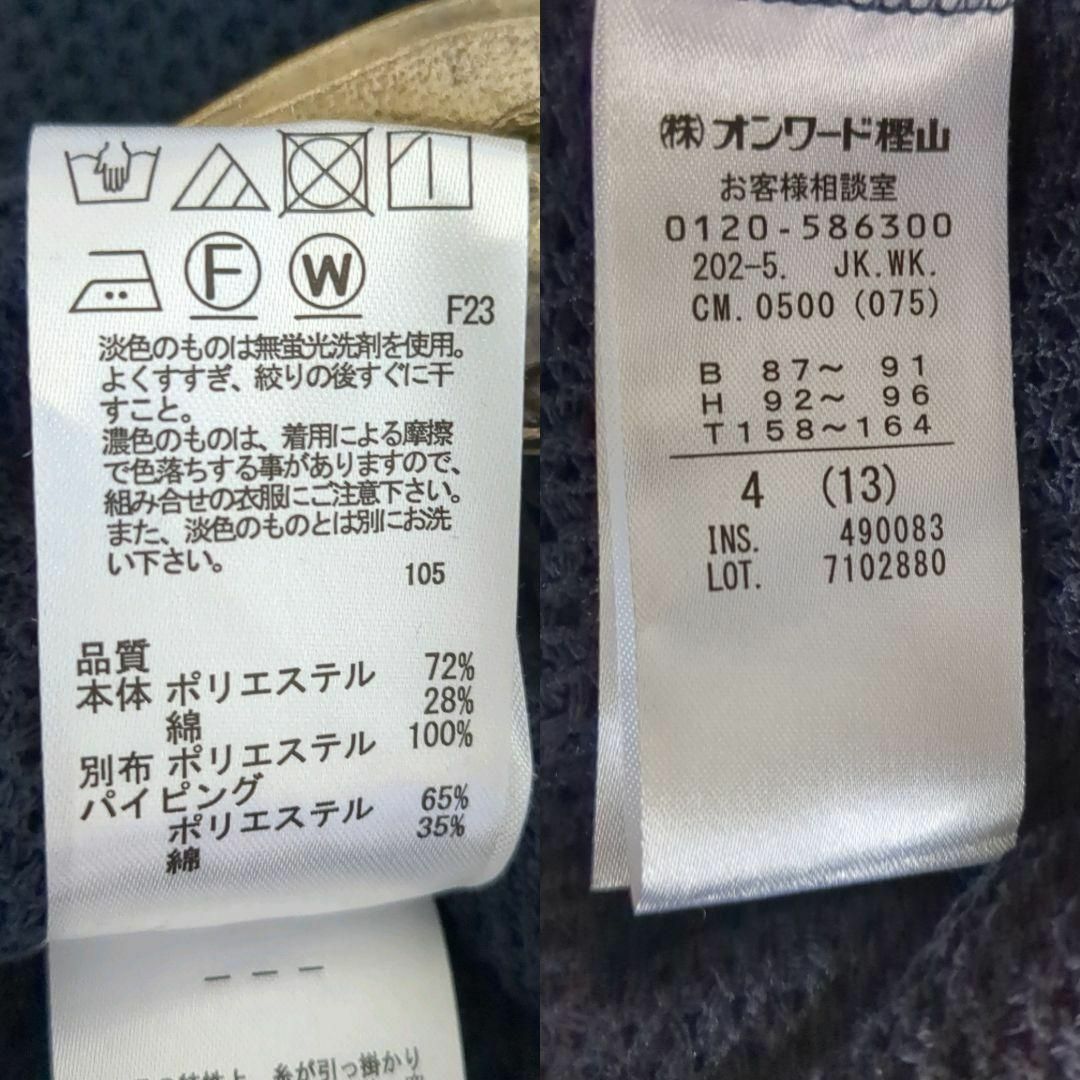 F
W
F23
淡色のものは無蛍光洗剤を使用。
よくすすぎ、絞りの後すぐに干
すこと。
濃色のものは、着用による摩擦
で色落ちする事がありますので、
組み合せの衣服にご注意下さい。
また、淡色のものとは別にお洗
い下さい。
105
品質
本体 ポリエステル 72%
綿 28%
別布 ポリエステル 100%
パイピング
ポリエステル 65%
綿 35%
糸が引っ掛かり
(株)オンワード樫山
お客様相談室
0120-586300
202-5. JK.WK.
CM.0500(075)
B 87〜 91
H 92〜 96
T158〜164
4 (13)
INS. 490083
LOT. 7102880